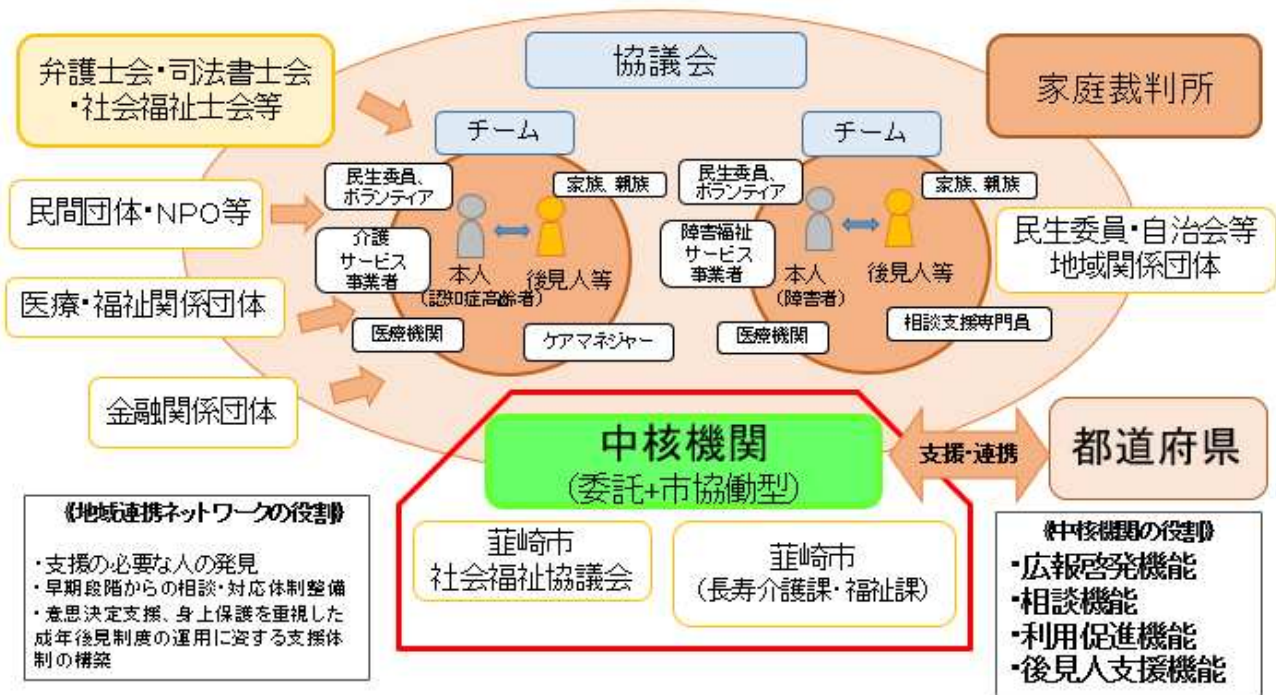 弁護士会・司法書士会
・社会福祉士会等
協議会
家庭裁判所
チーム
チーム
民生委員、
ボランティア
家族、親族
介護
サービス
事業者
本人
(認知症高齢者)
後見人等
医療機関
ケアマネジャー
民生委員、
ボランティア
家族、親族
障害福祉
サービス
事業者
本人
(障害者)
後見人等
医療機関
相談支援専門員
民間団体・NPO等
医療・福祉関係団体
金融関係団体
民生委員・自治会等
地域関係団体
中核機関
(委託+市協働型)
支援・連携
都道府県
韮崎市
社会福祉協議会
韮崎市
(長寿介護課・福祉課)
《地域連携ネットワークの役割》
・支援の必要な人の発見
・早期段階からの相談・対応体制整備
・意思決定支援、身上保護を重視した
成年後見制度の運用に資する支援体
制の構築
《中核機関の役割》
・広報啓発機能
・相談機能
・利用促進機能
・後見人支援機能